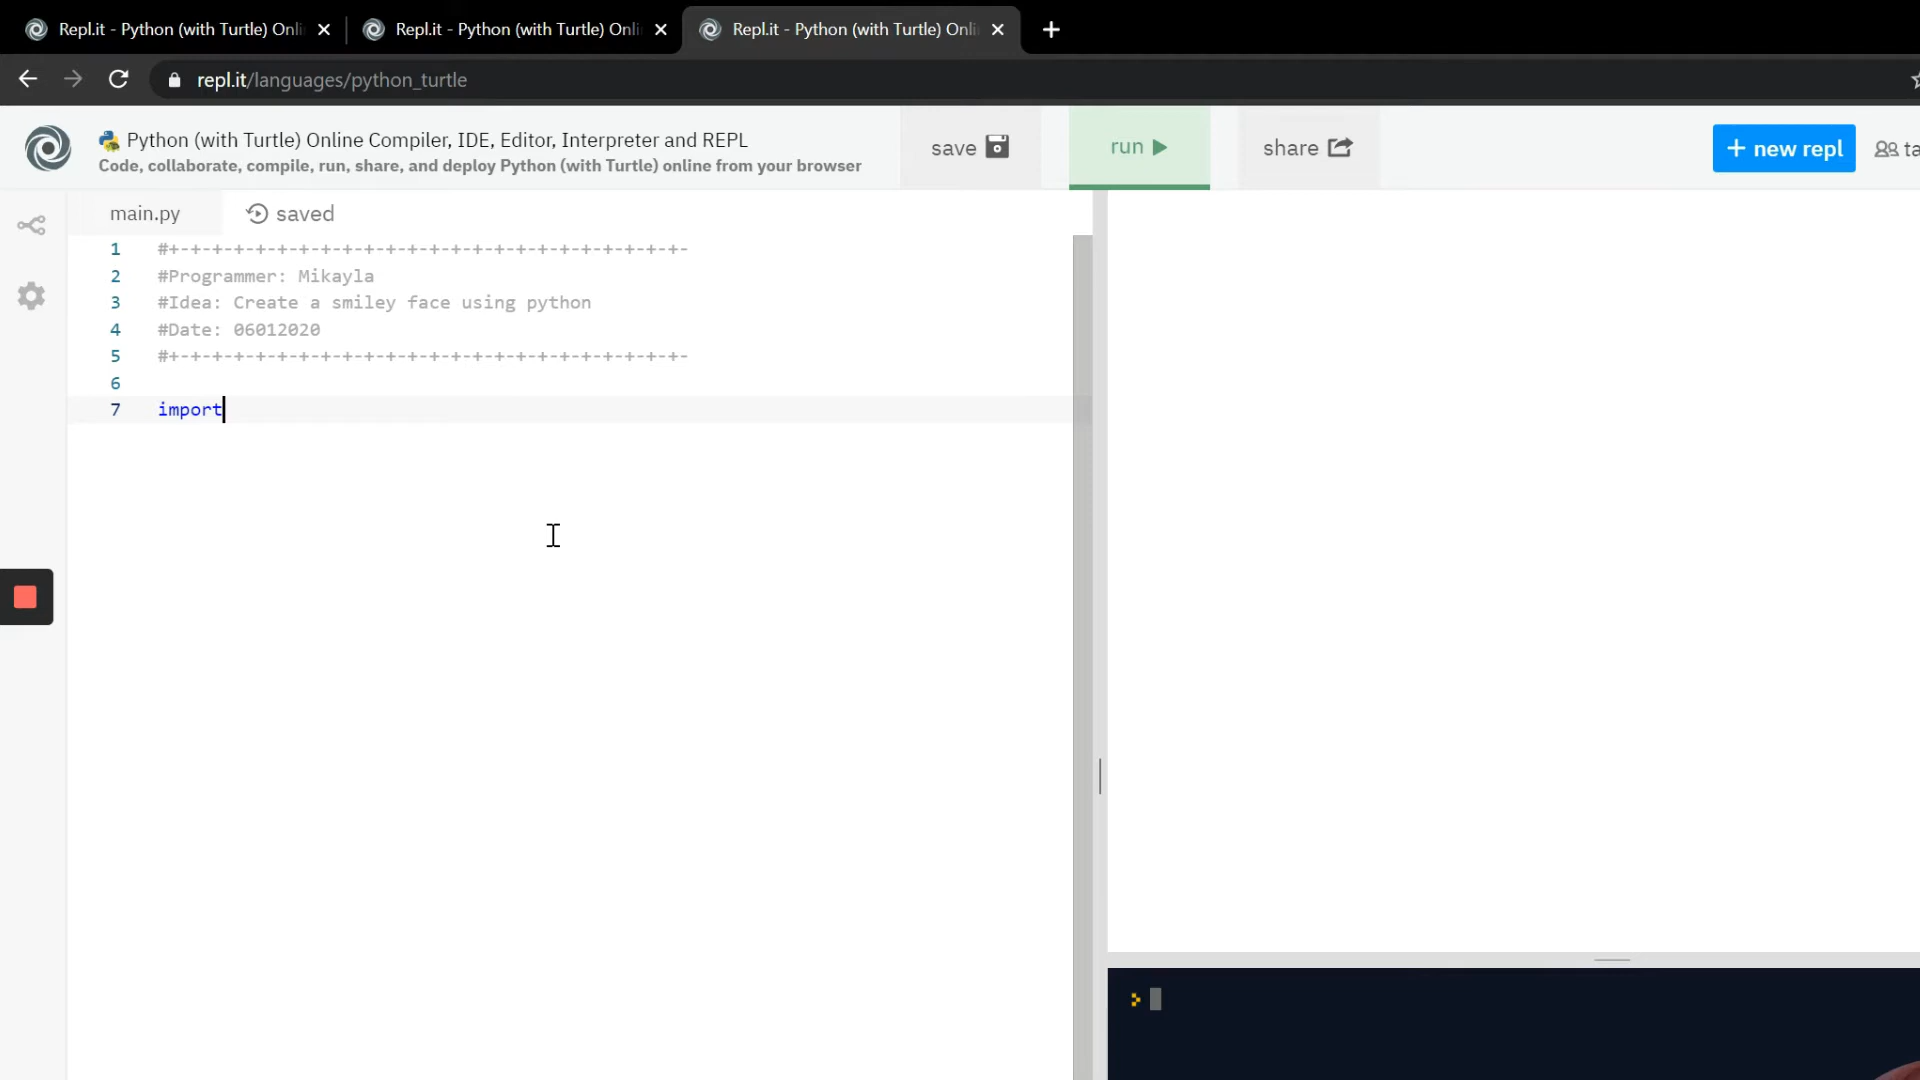 Repl.it - Python (with Turtle) Onli
Repl.it - Python (with Turtle) Onli
Repl.it - Python (with Turtle) Onli
repl.it/languages/python_turtle
Python (with Turtle) Online Compiler, IDE, Editor, Interpreter and REPL
Code, collaborate, compile, run, share, and deploy Python (with Turtle) online from your browser
save
run
share
+ new repl
ta
main.py
saved
1 #+-+-+-+-+-+-+-+-+-+-+-+-+-+-+-+-+-+-+-+-+-+-+-+-
2 #Programmer: Mikayla
3 #Idea: Create a smiley face using python
4 #Date: 06012020
5 #+-+-+-+-+-+-+-+-+-+-+-+-+-+-+-+-+-+-+-+-+-+-+-+-
6
7 import